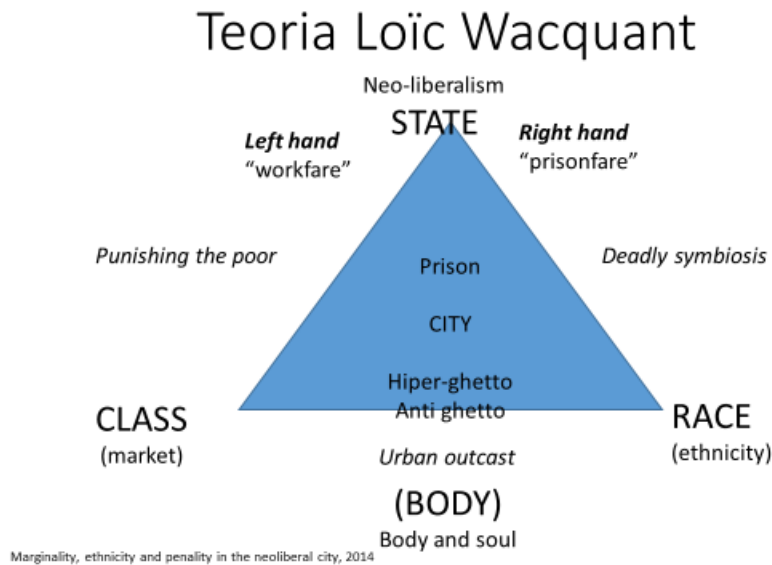 Teoria Loïc Wacquant
Neo-liberalism
STATE
Left hand
"workfare"
Right hand
"prisonfare"
Punishing the poor
Deadly symbiosis
Prison
CITY
Hiper-ghetto
Anti ghetto
CLASS
(market)
RACE
(ethnicity)
Urban outcast
(BODY)
Body and soul
Marginality, ethnicity and penality in the neoliberal city, 2014